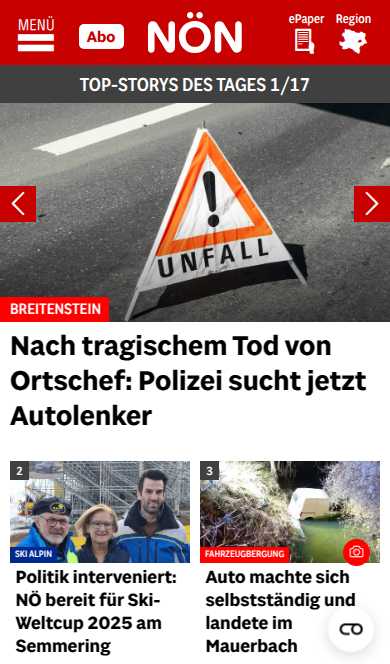 MENÜ
Abo
NÖN
ePaper
Region
TOP-STORYS DES TAGES 1/17
UNFALL
BREITENSTEIN
Nach tragischem Tod von
Ortschef: Polizei sucht jetzt
Autolenker
2
SKI ALPIN
Politik interveniert:
NÖ bereit für Ski-
Weltcup 2025 am
Semmering
3
FAHRZEUGBERGUNG
Auto machte sich
selbstständig und
landete im
Mauerbach